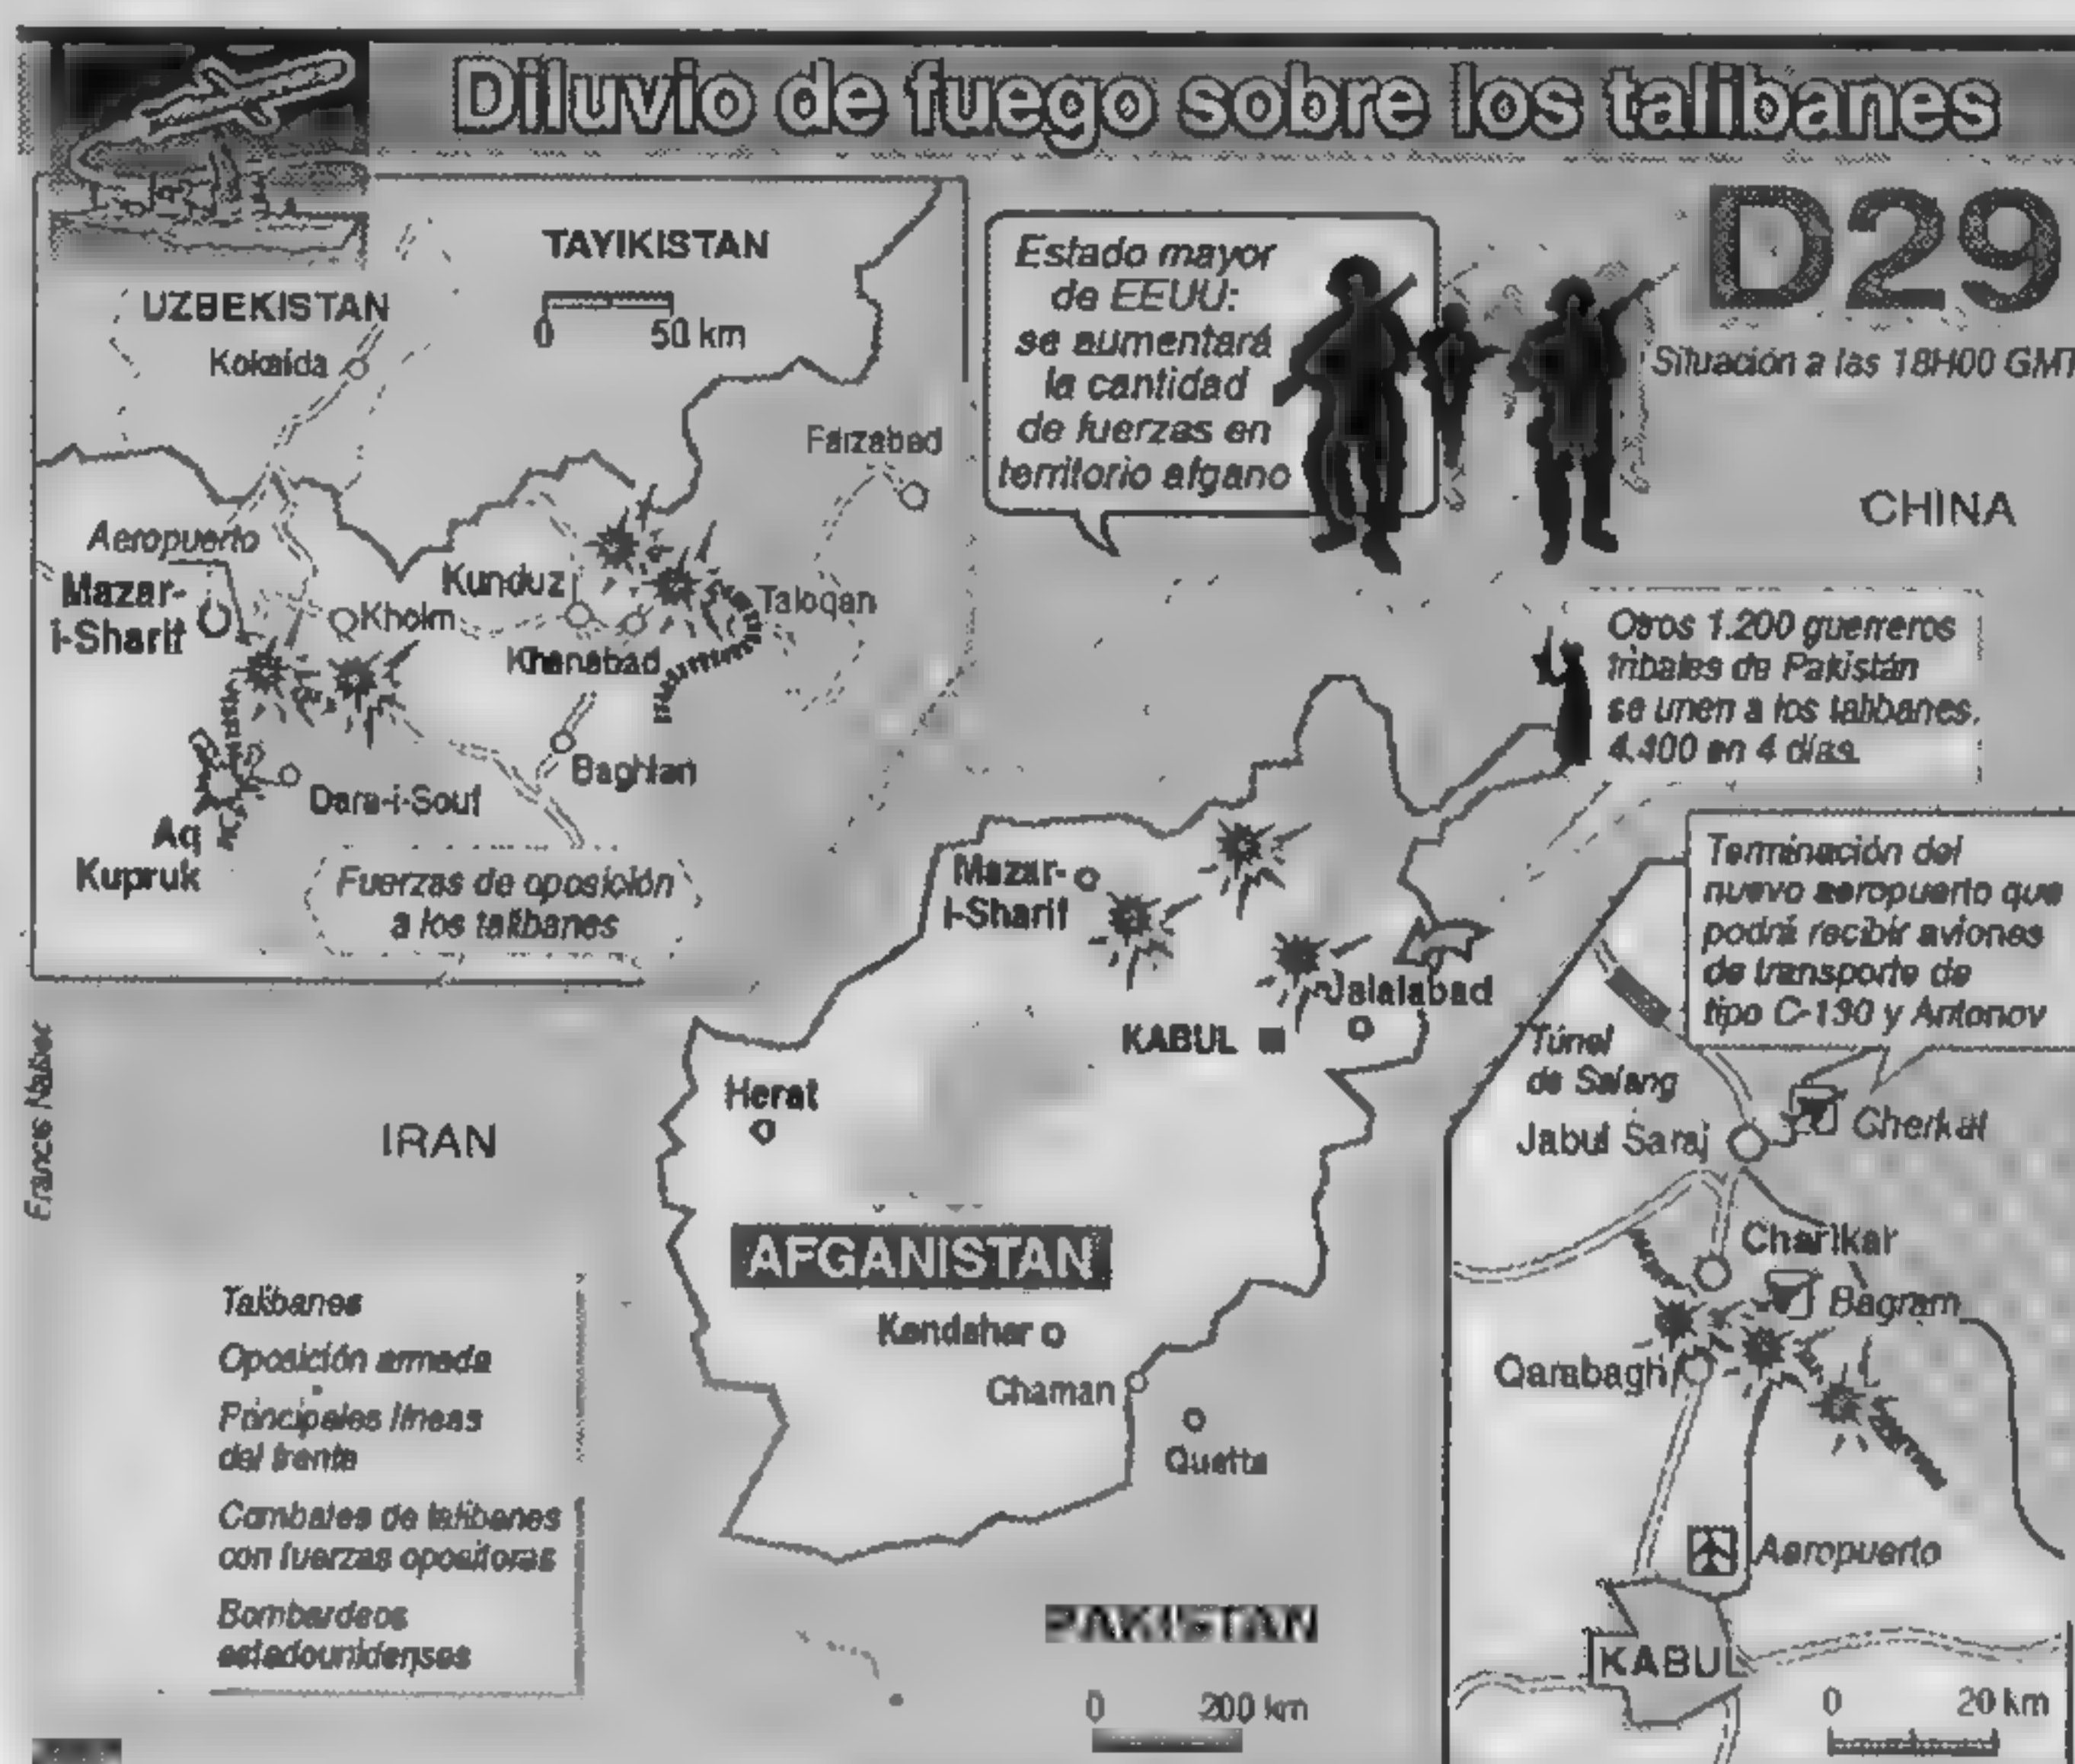 Diluvio de fuego sobre los talibanes
D29
Situación a las 18H00 GMT
TAYIKISTAN
UZBEKISTAN
0 50 km
Kokaida
Faizabad
Aeropuerto
Mazar-
i-Sharif
Kunduz
Kholm
Taloqan
Khanabad
Baghlan
Dara-i-Souf
Aq
Kupruk
Fuerzas de oposición
a los talibanes
Estado mayor
de EEUU:
se aumentará
la cantidad
de fuerzas en
territorio afgano
CHINA
Otros 1.200 guerreros
tribales de Pakistán
se unen a los talibanes.
4.400 en 4 días.
Mazar-
i-Sharif
Jalalabad
KABUL
Herat
IRAN
AFGANISTAN
Kandahar
Chaman
Quetta
PAKISTAN
0 200 km
Talibanes
Oposición armada
Principales líneas
del frente
Combates de talibanes
con fuerzas opositoras
Bombardeos
estadounidenses
Terminación del
nuevo aeropuerto que
podrá recibir aviones
de transporte de
tipo C-130 y Antonov
Túnel
de Salang
Jabul Saraj
Charikar
Bagram
Qarabagh
Aeropuerto
KABUL
0 20 km